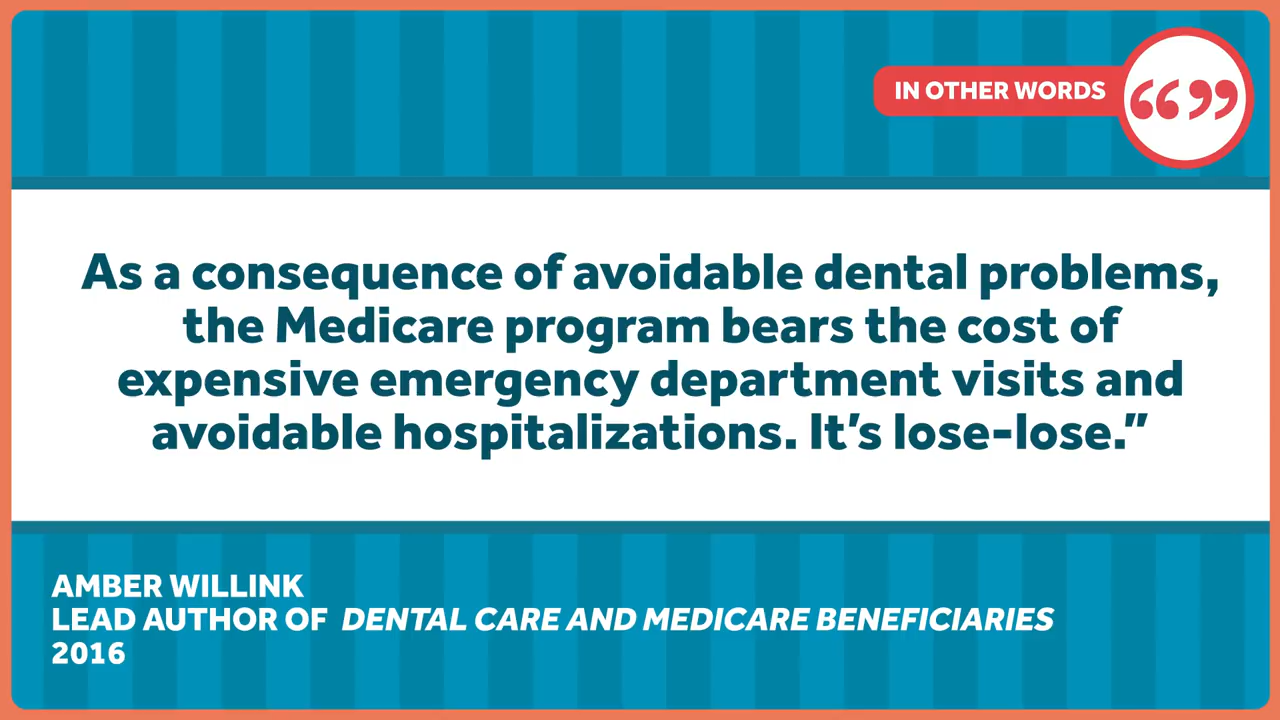 IN OTHER WORDS
“”
As a consequence of avoidable dental problems,
the Medicare program bears the cost of
expensive emergency department visits and
avoidable hospitalizations. It’s lose-lose.”
AMBER WILLINK
LEAD AUTHOR OF DENTAL CARE AND MEDICARE BENEFICIARIES
2016